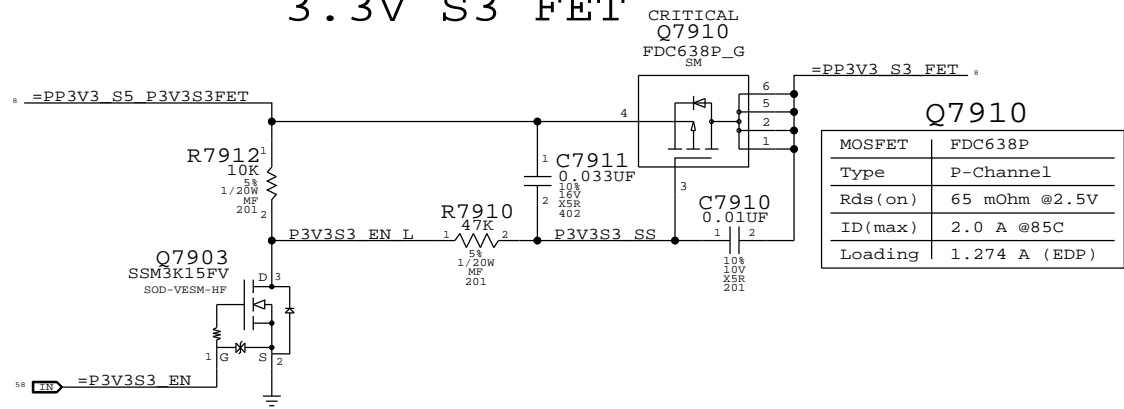 3.3V S3 FET
CRITICAL
Q7910
FDC638P_G
SM
=PP3V3_S3_FET 8
8 =PP3V3_S5_P3V3S3FET
4
6
5
2
1
3
R7912
10K
5%
1/20W
MF
201
1
2
C7911
0.033UF
10%
16V
X5R
402
1
2
R7910
47K
5%
1/20W
MF
201
1
2
P3V3S3_EN_L
P3V3S3_SS
C7910
0.01UF
10%
10V
X5R
201
1
2
Q7903
SSM3K15FV
SOD-VESM-HF
D 3
1 G
S 2
58 IN =P3V3S3_EN
Q7910
MOSFET FDC638P
Type P-Channel
Rds(on) 65 mOhm @2.5V
ID(max) 2.0 A @85C
Loading 1.274 A (EDP)